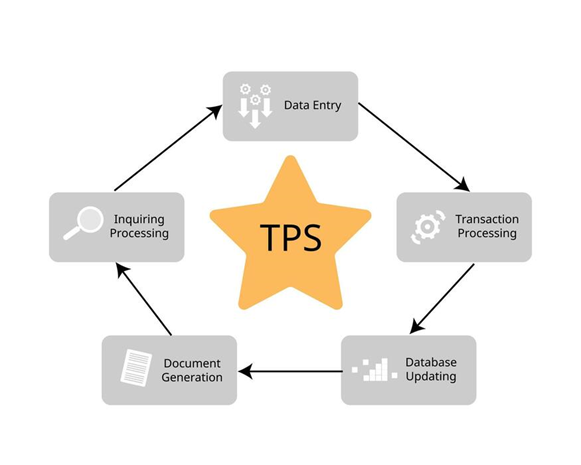 Data Entry
Transaction
Processing
Database
Updating
Document
Generation
Inquiring
Processing
TPS